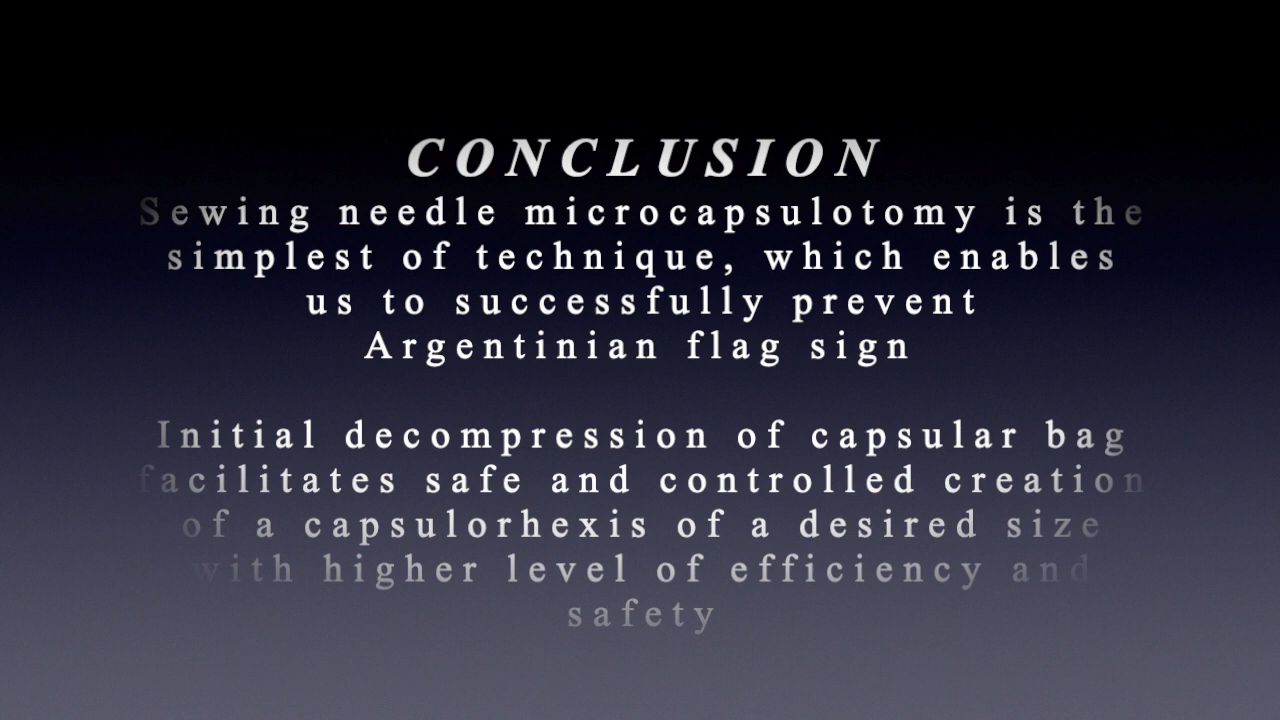 CONCLUSION
Sewing needle microcapsulotomy is the
simplest of technique, which enables
us to successfully prevent
Argentinian flag sign
Initial decompression of capsular bag
facilitates safe and controlled creation
of a capsulorhexis of a desired size
with higher level of efficiency and
safety